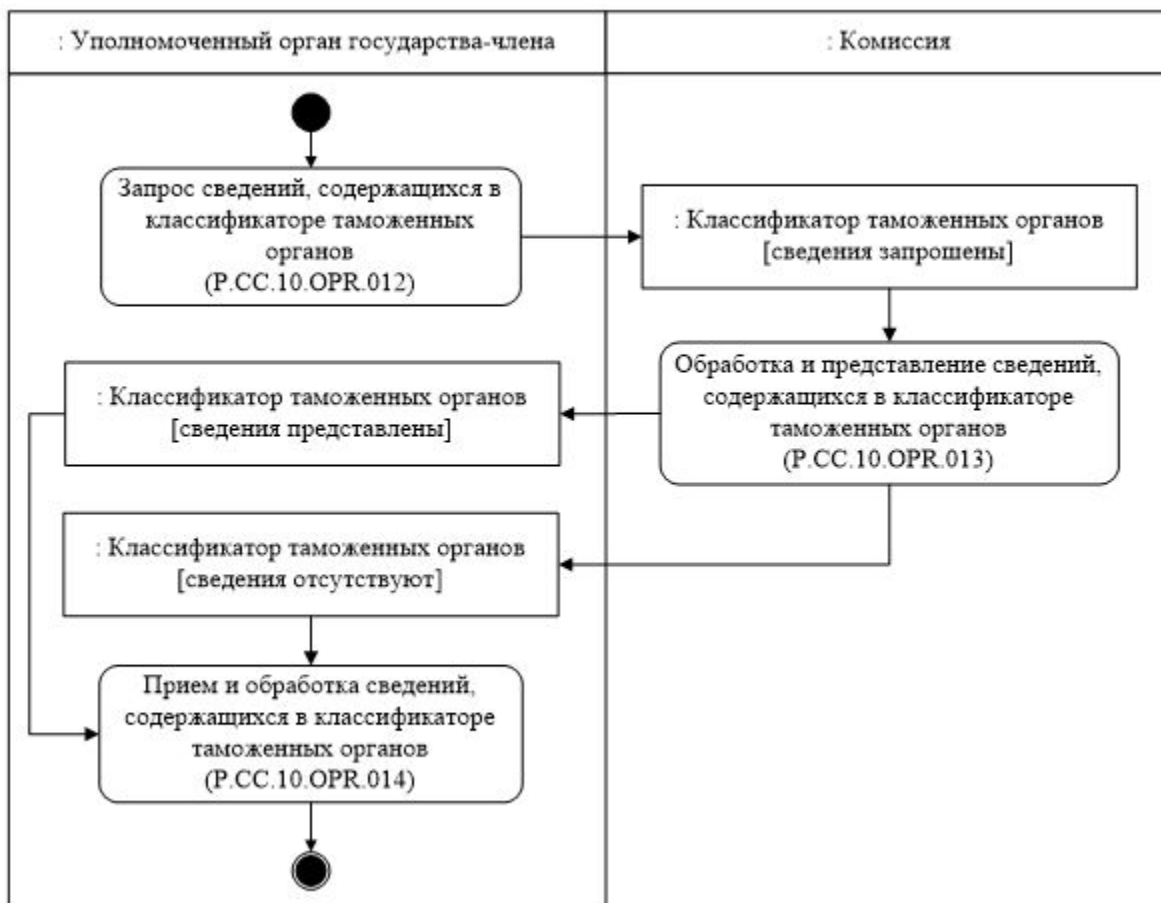 : Уполномоченный орган государства-члена
: Комиссия
Запрос сведений, содержащихся в
классификаторе таможенных
органов
(P.CC.10.OPR.012)
: Классификатор таможенных органов
[сведения запрошены]
Обработка и представление сведений,
содержащихся в классификаторе
таможенных органов
(P.CC.10.OPR.013)
: Классификатор таможенных органов
[сведения представлены]
: Классификатор таможенных органов
[сведения отсутствуют]
Прием и обработка сведений,
содержащихся в классификаторе
таможенных органов
(P.CC.10.OPR.014)